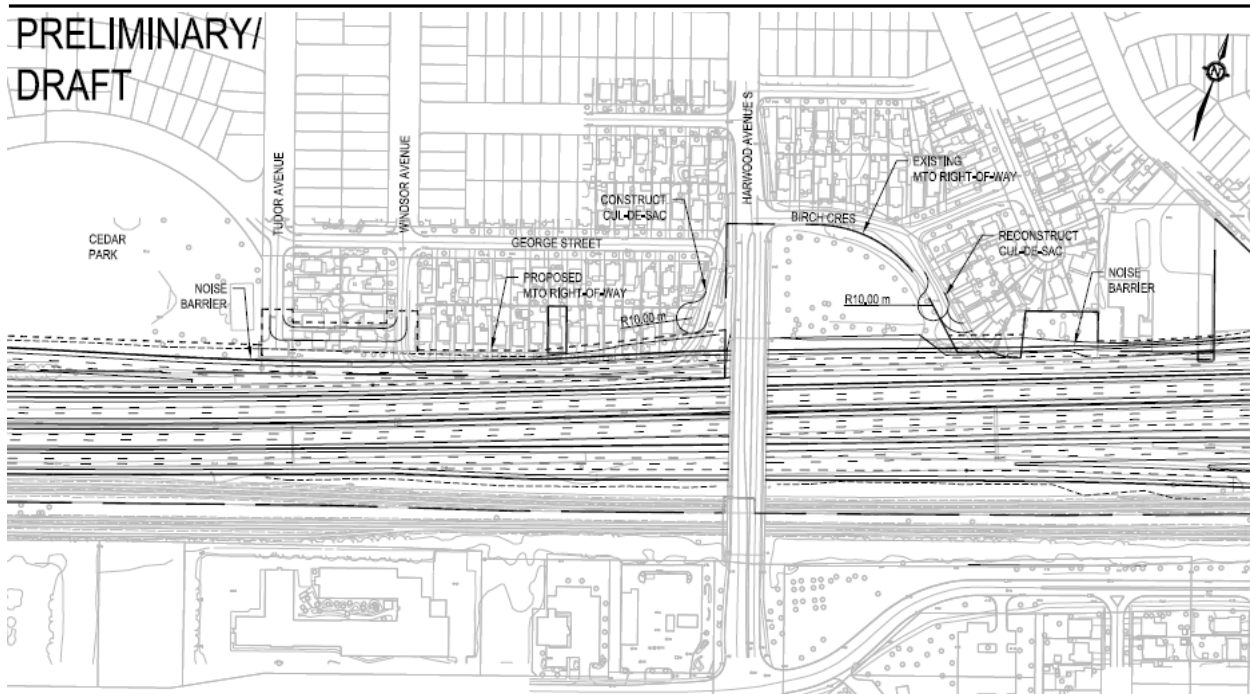 PRELIMINARY/
DRAFT
N
TUDOR AVENUE
WINDSOR AVENUE
HARWOOD AVENUE S
EXISTING
MTO RIGHT-OF-WAY
CONSTRUCT
CUL-DE-SAC
BIRCH CRES
CEDAR
PARK
GEORGE STREET
RECONSTRUCT
CUL-DE-SAC
NOISE
BARRIER
PROPOSED
MTO RIGHT-OF-WAY
NOISE
BARRIER
R10.00 m
R10.00 m